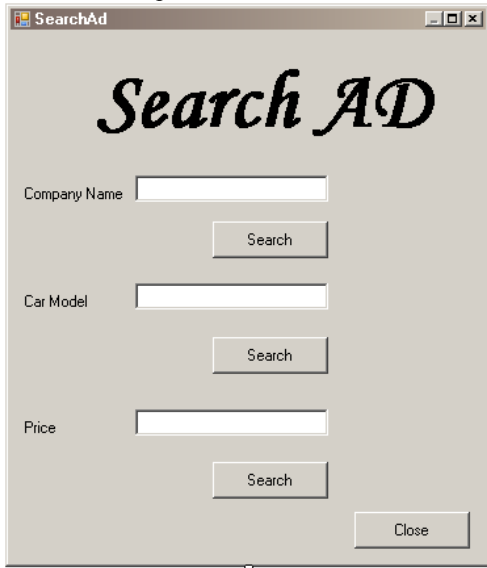 SearchAd
Search AD
Company Name
Search
Car Model
Search
Price
Search
Close